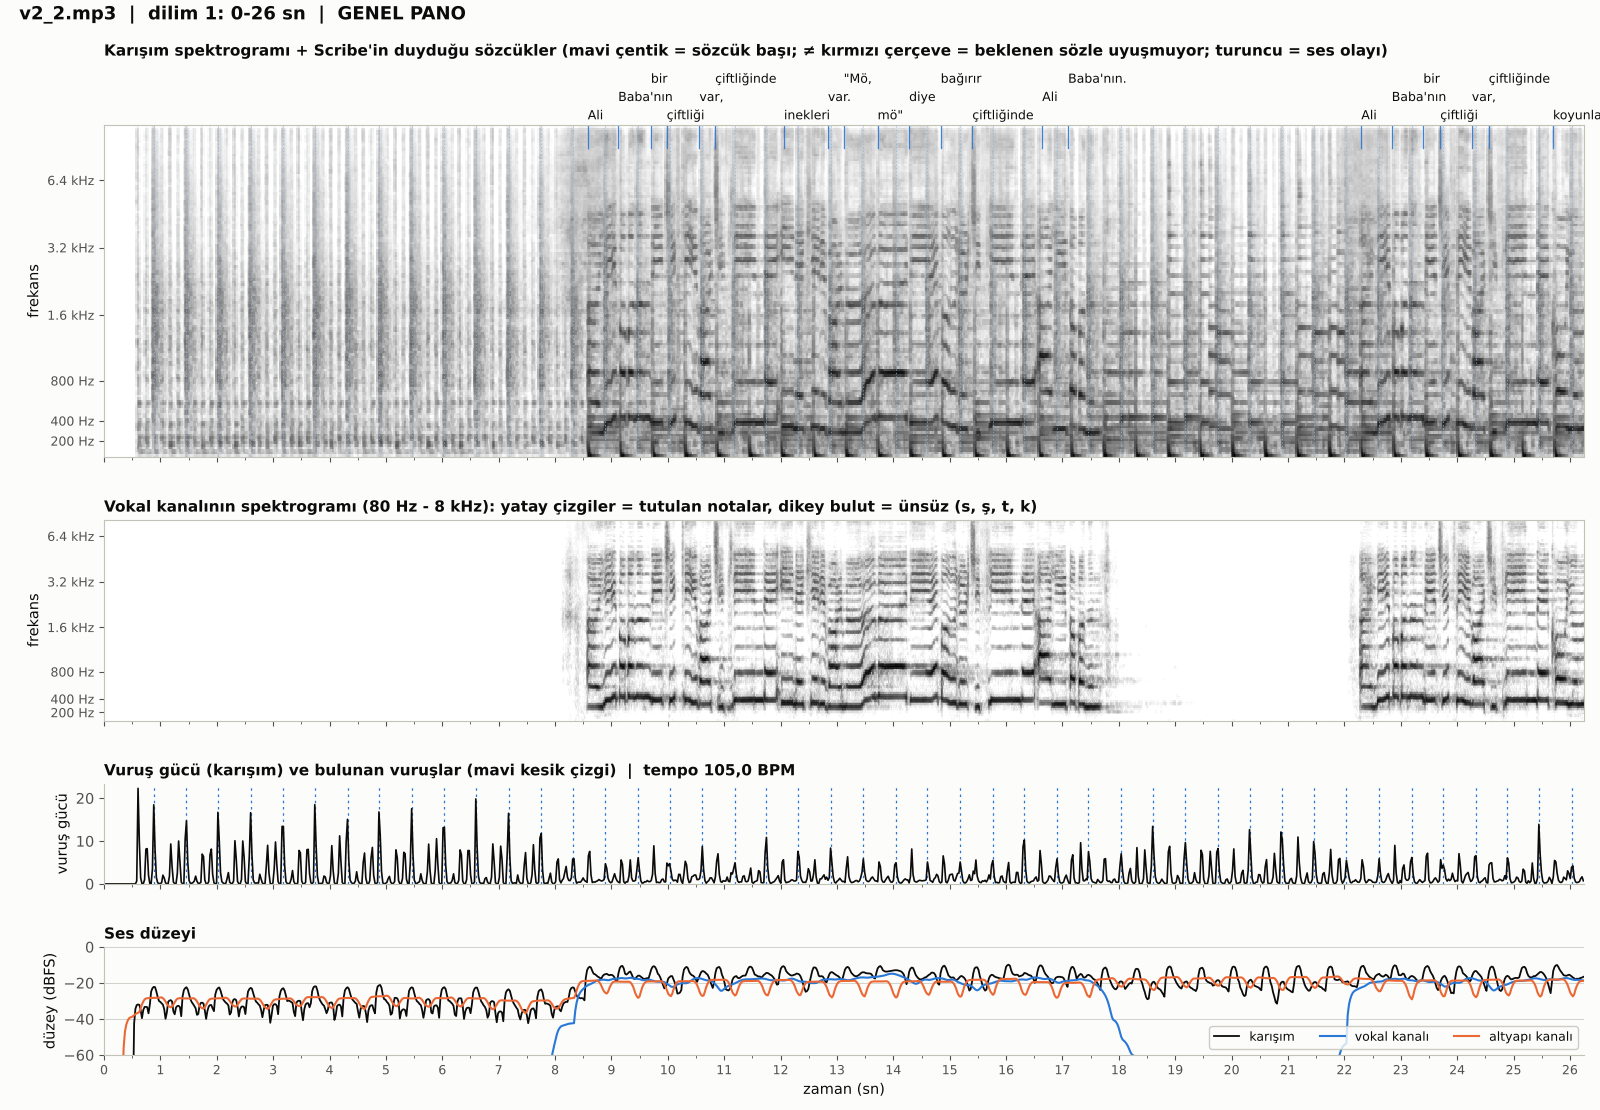 v2_2.mp3 | dilim 1: 0-26 sn | GENEL PANO
Karışım spektrogramı + Scribe'in duyduğu sözcükler (mavi çentik = sözcük başı; ≠ kırmızı çerçeve = beklenen sözle uyuşmuyor; turuncu = ses olayı)
bir çiftliğinde "Mö, bağırır Baba'nın. bir çiftliğinde
Baba'nın var, var. diye Ali Baba'nın var,
Ali çiftliği inekleri mö" çiftliğinde Ali çiftliği koyunla
6.4 kHz
3.2 kHz
1.6 kHz
800 Hz
400 Hz
200 Hz
frekans
Vokal kanalının spektrogramı (80 Hz - 8 kHz): yatay çizgiler = tutulan notalar, dikey bulut = ünsüz (s, ş, t, k)
6.4 kHz
3.2 kHz
1.6 kHz
800 Hz
400 Hz
200 Hz
frekans
Vuruş gücü (karışım) ve bulunan vuruşlar (mavi kesik çizgi) | tempo 105,0 BPM
20
10
0
vuruş gücü
Ses düzeyi
0
−20
−40
−60
düzey (dBFS)
karışım vokal kanalı altyapı kanalı
0 1 2 3 4 5 6 7 8 9 10 11 12 13 14 15 16 17 18 19 20 21 22 23 24 25 26
zaman (sn)